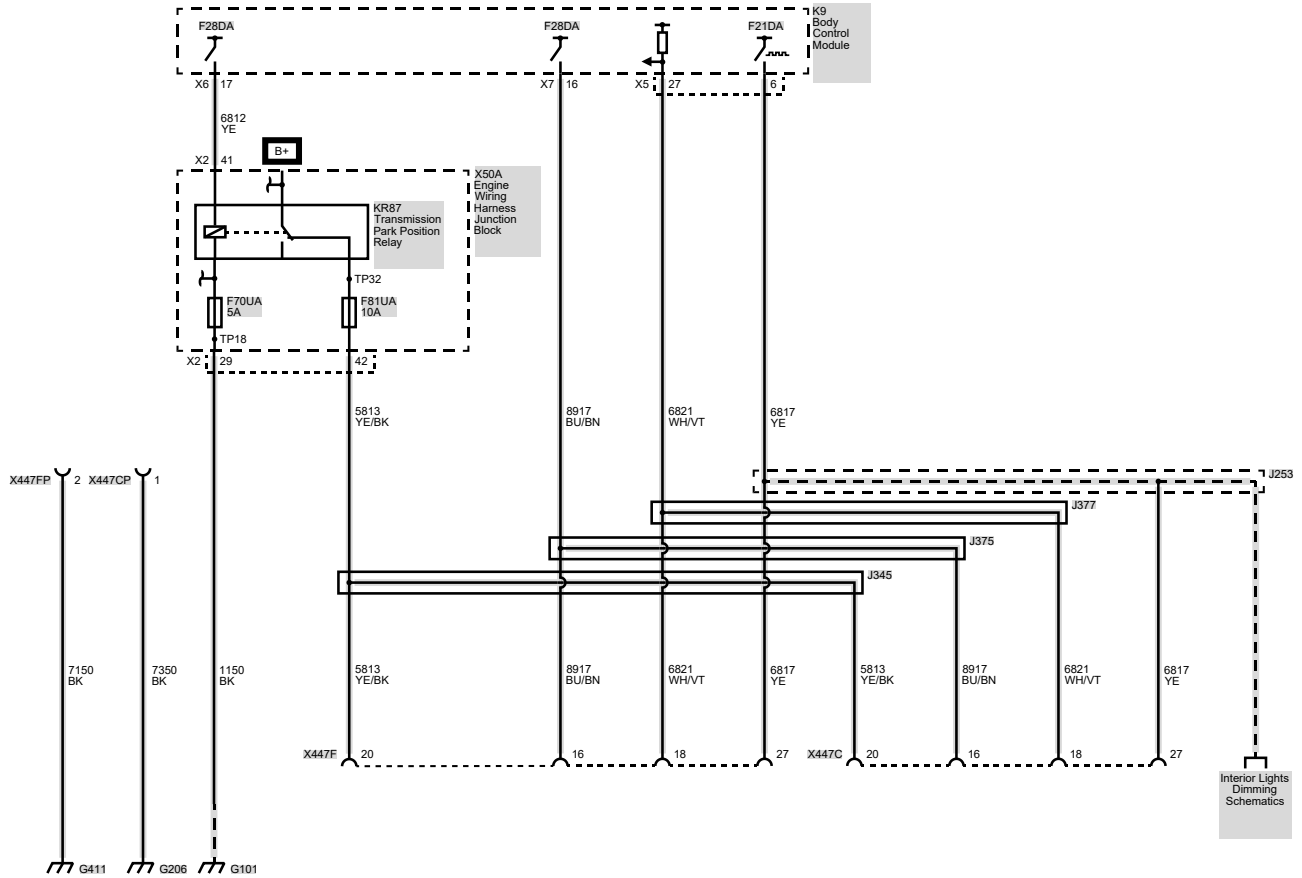 K9
Body
Control
Module
F28DA
F28DA
F21DA
X6 17
X7 16
X5 27
6
6812
YE
B+
X2 41
X50A
Engine
Wiring
Harness
Junction
Block
KR87
Transmission
Park Position
Relay
TP32
F70UA
5A
F81UA
10A
TP18
X2 29
42
5813
YE/BK
8917
BU/BN
6821
WH/VT
6817
YE
X447FP 2
X447CP 1
J253
J377
J375
J345
7150
BK
7350
BK
1150
BK
5813
YE/BK
8917
BU/BN
6821
WH/VT
6817
YE
5813
YE/BK
8917
BU/BN
6821
WH/VT
6817
YE
X447F 20
16
18
27
X447C 20
16
18
27
Interior Lights
Dimming
Schematics
G411
G206
G101